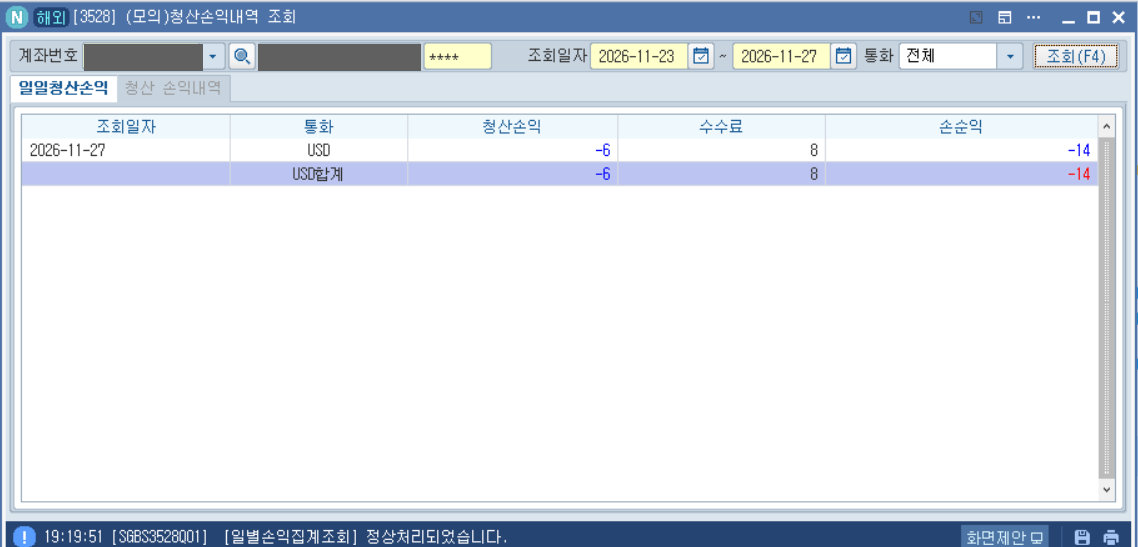 N 해외 [3528] (모의)청산손익내역 조회
계좌번호 **** 조회일자 2026-11-23 ~ 2026-11-27 통화 전체 조회(F4)
일일청산손익 청산 손익내역
조회일자 통화 청산손익 수수료 손순익
2026-11-27 USD -6 8 -14
USD합계 -6 8 -14
19:19:51 [SGBS3528Q01] [일별손익집계조회] 정상처리되었습니다. 화면제안